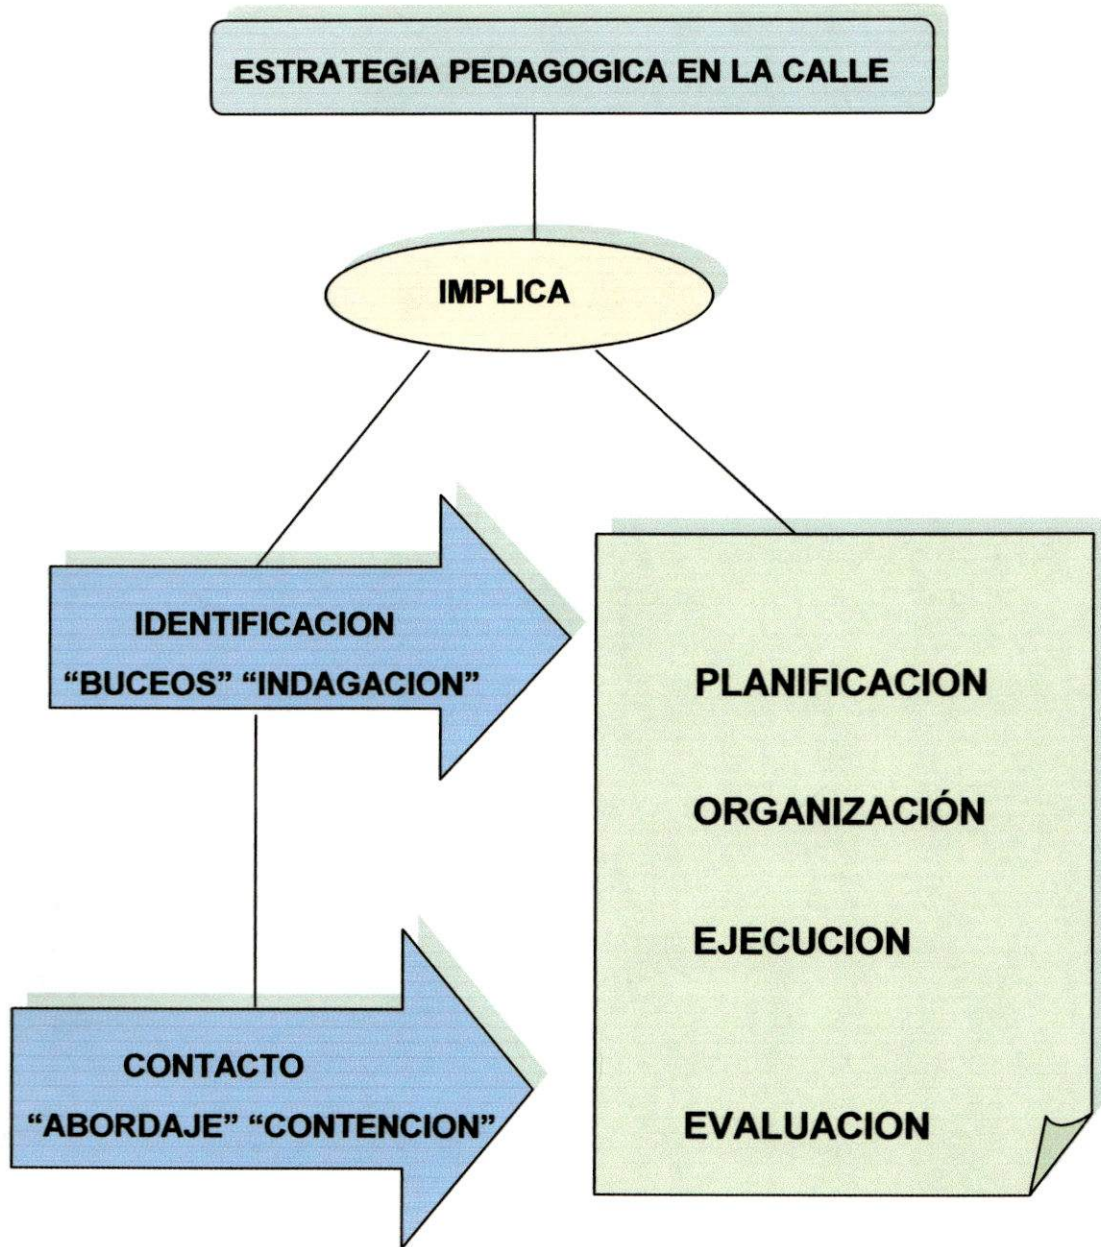 ESTRATEGIA PEDAGOGICA EN LA CALLE
IMPLICA
IDENTIFICACION
“BUCEOS” “INDAGACION”
CONTACTO
“ABORDAJE” “CONTENCION”
PLANIFICACION
ORGANIZACIÓN
EJECUCION
EVALUACION